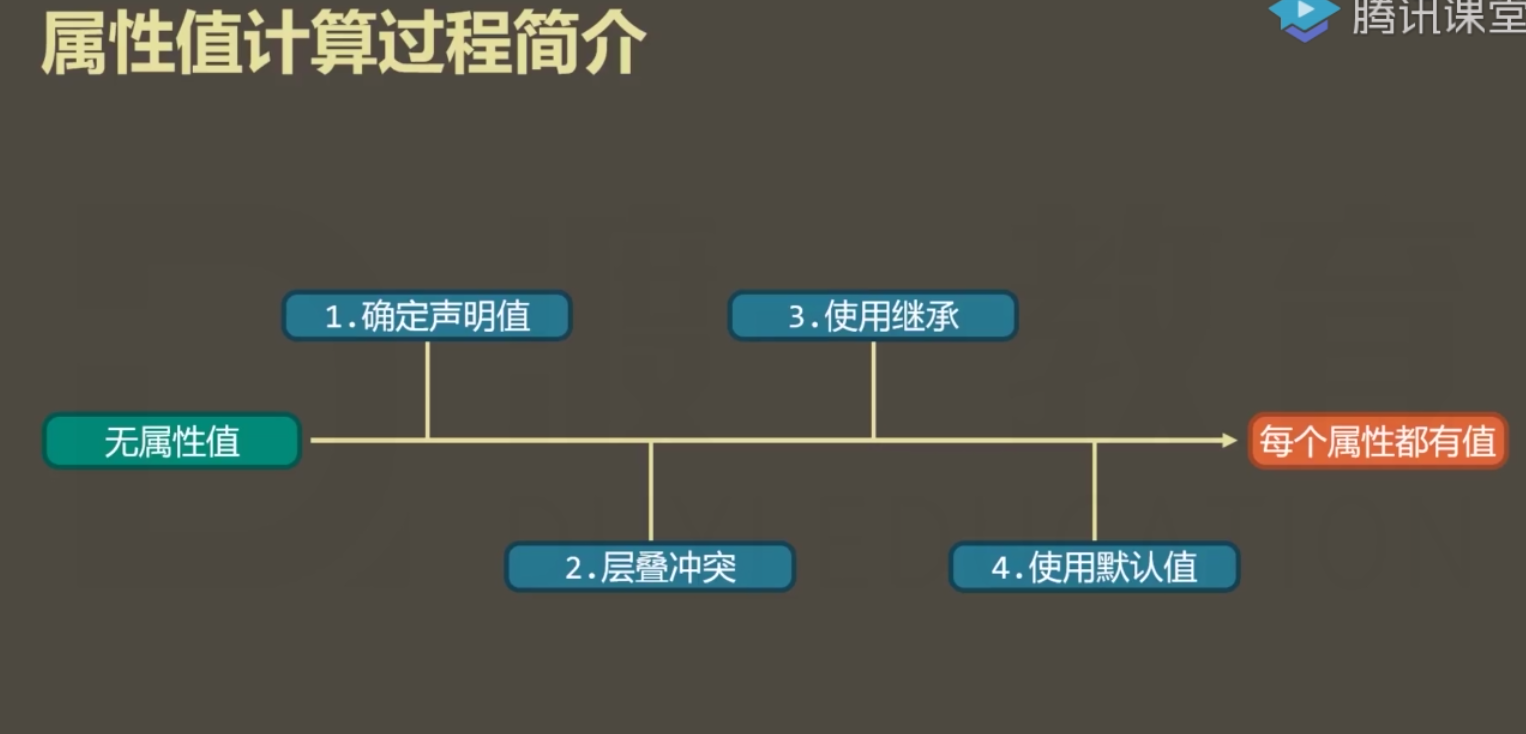 属性值计算过程简介
腾讯课堂
1.确定声明值
3.使用继承
无属性值
每个属性都有值
2.层叠冲突
4.使用默认值